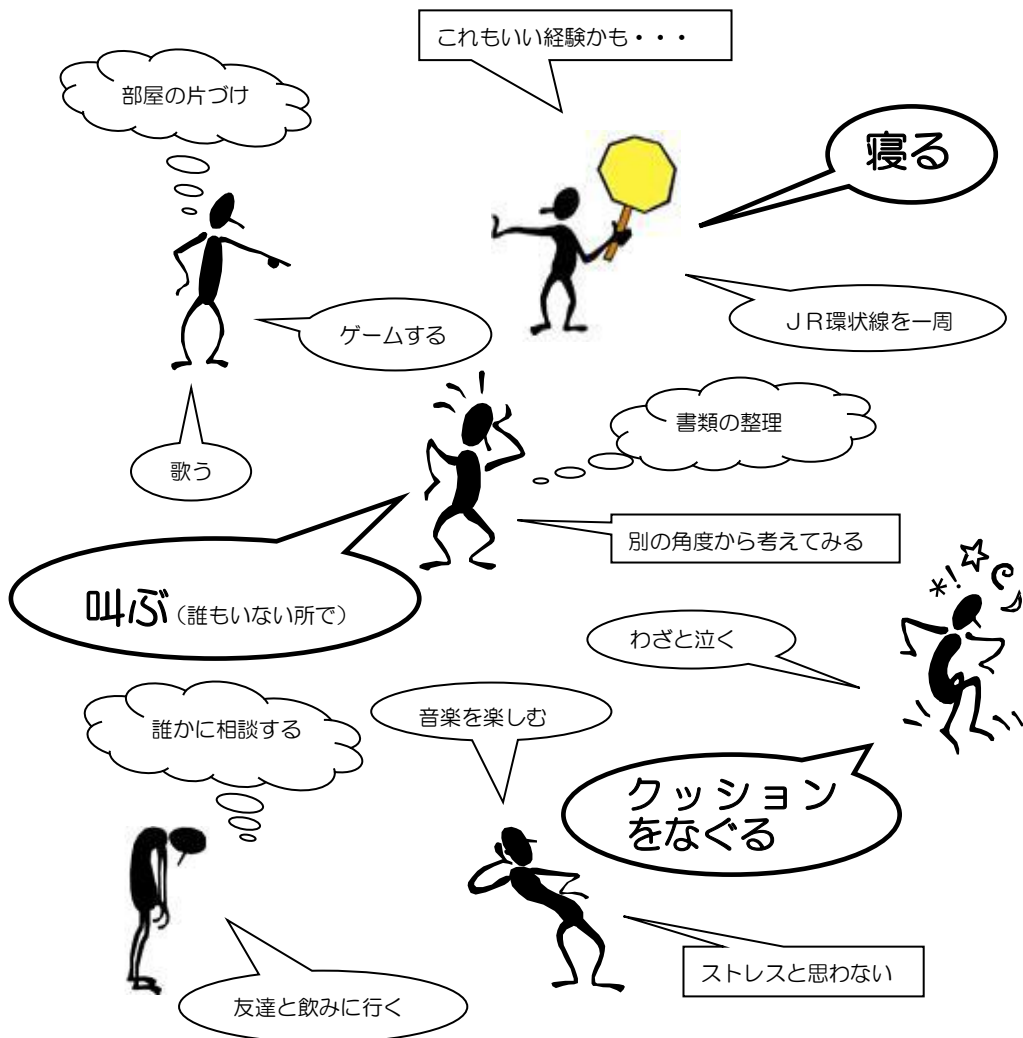 これもいい経験かも・・・
部屋の片づけ
寝る
ＪＲ環状線を一周
ゲームする
書類の整理
歌う
別の角度から考えてみる
叫ぶ（誰もいない所で）
わざと泣く
誰かに相談する
音楽を楽しむ
クッション
をなぐる
ストレスと思わない
友達と飲みに行く